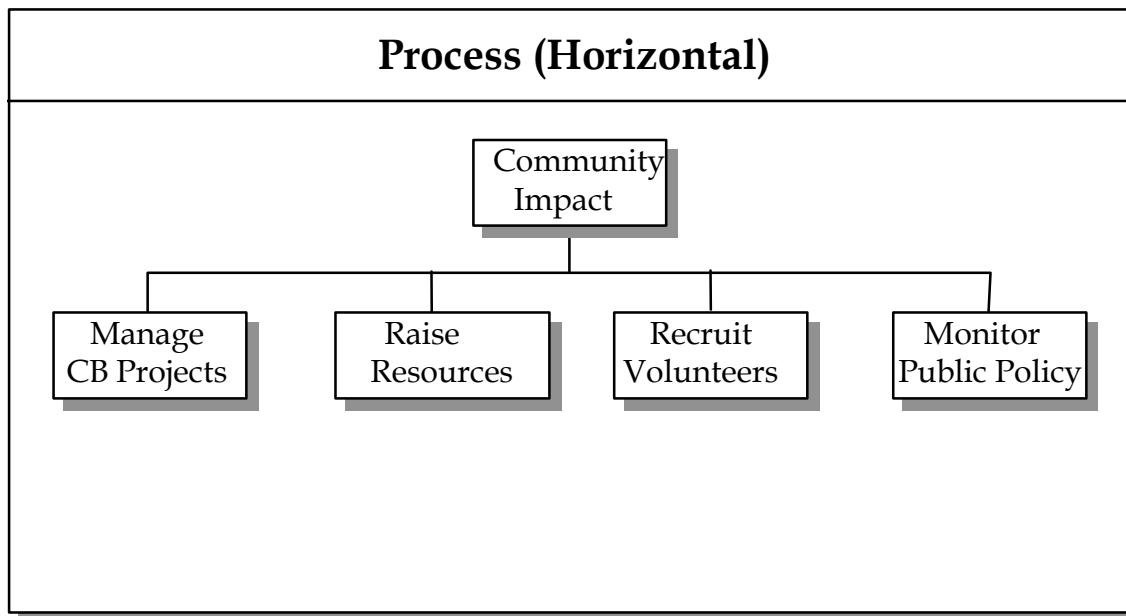 Process (Horizontal)
Community
Impact
Manage
CB Projects
Raise
Resources
Recruit
Volunteers
Monitor
Public Policy